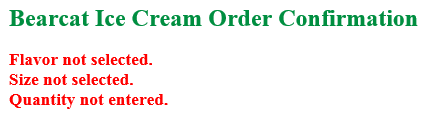 Bearcat Ice Cream Order Confirmation
Flavor not selected.
Size not selected.
Quantity not entered.